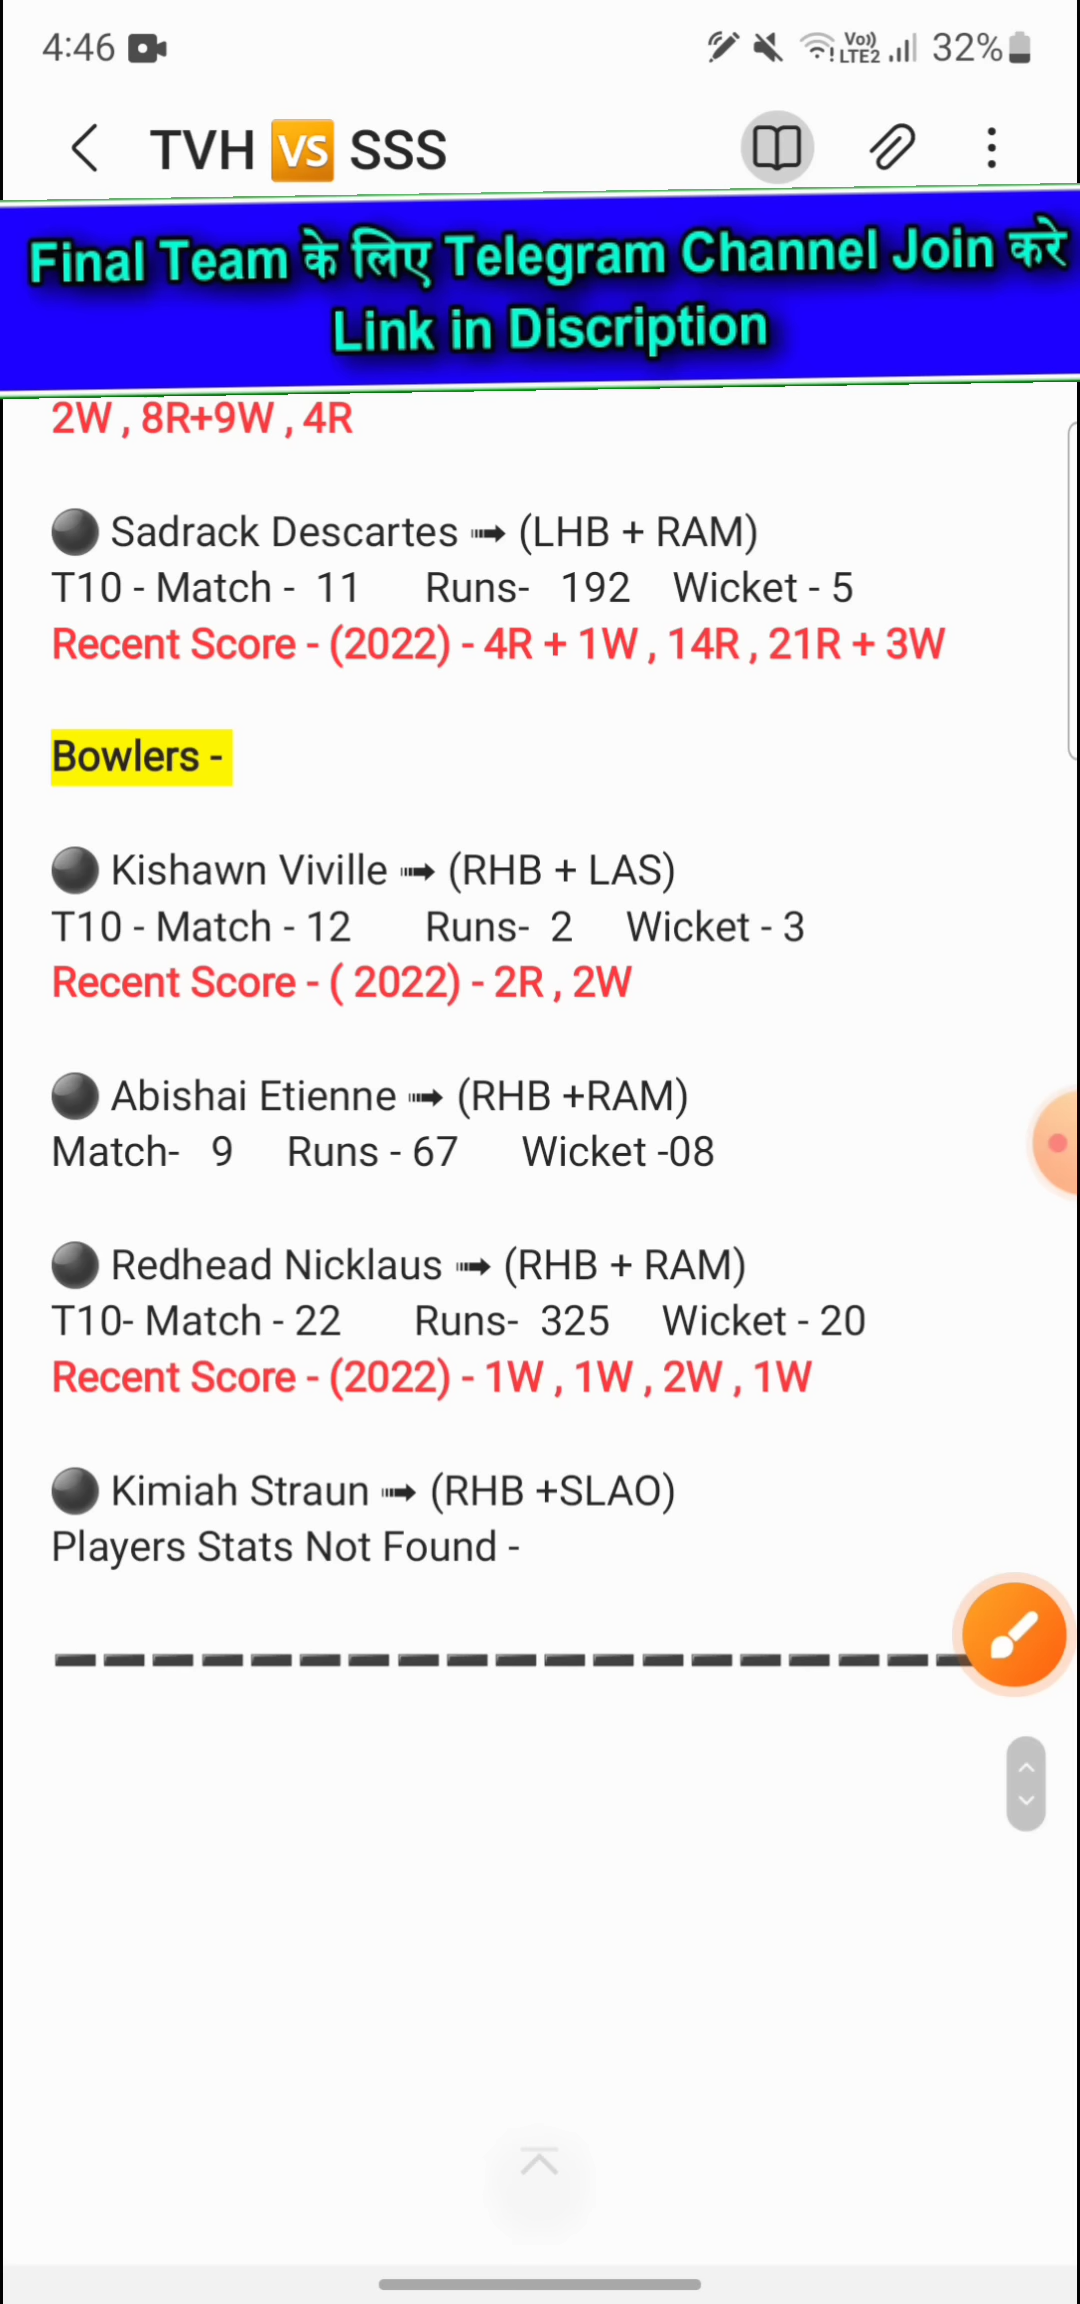 4:46 Vo)) LTE2 32%
TVH VS SSS
Final Team के लिए Telegram Channel Join करे
Link in Discription
2W , 8R+9W , 4R
Sadrack Descartes ➟ (LHB + RAM)
T10 - Match - 11 Runs- 192 Wicket - 5
Recent Score - (2022) - 4R + 1W , 14R , 21R + 3W
Bowlers -
Kishawn Viville ➟ (RHB + LAS)
T10 - Match - 12 Runs- 2 Wicket - 3
Recent Score - ( 2022) - 2R , 2W
Abishai Etienne ➟ (RHB +RAM)
Match- 9 Runs - 67 Wicket -08
Redhead Nicklaus ➟ (RHB + RAM)
T10- Match - 22 Runs- 325 Wicket - 20
Recent Score - (2022) - 1W , 1W , 2W , 1W
Kimiah Straun ➟ (RHB +SLAO)
Players Stats Not Found -